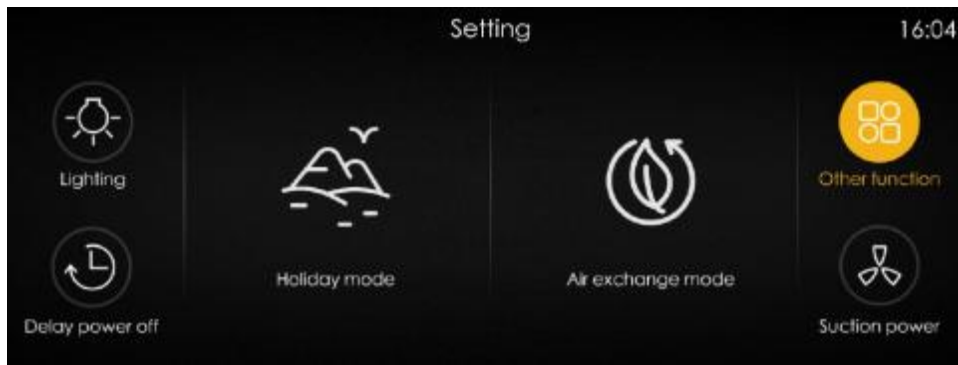 Setting
16:04
Lighting
Other function
Holiday mode
Air exchange mode
Delay power off
Suction power